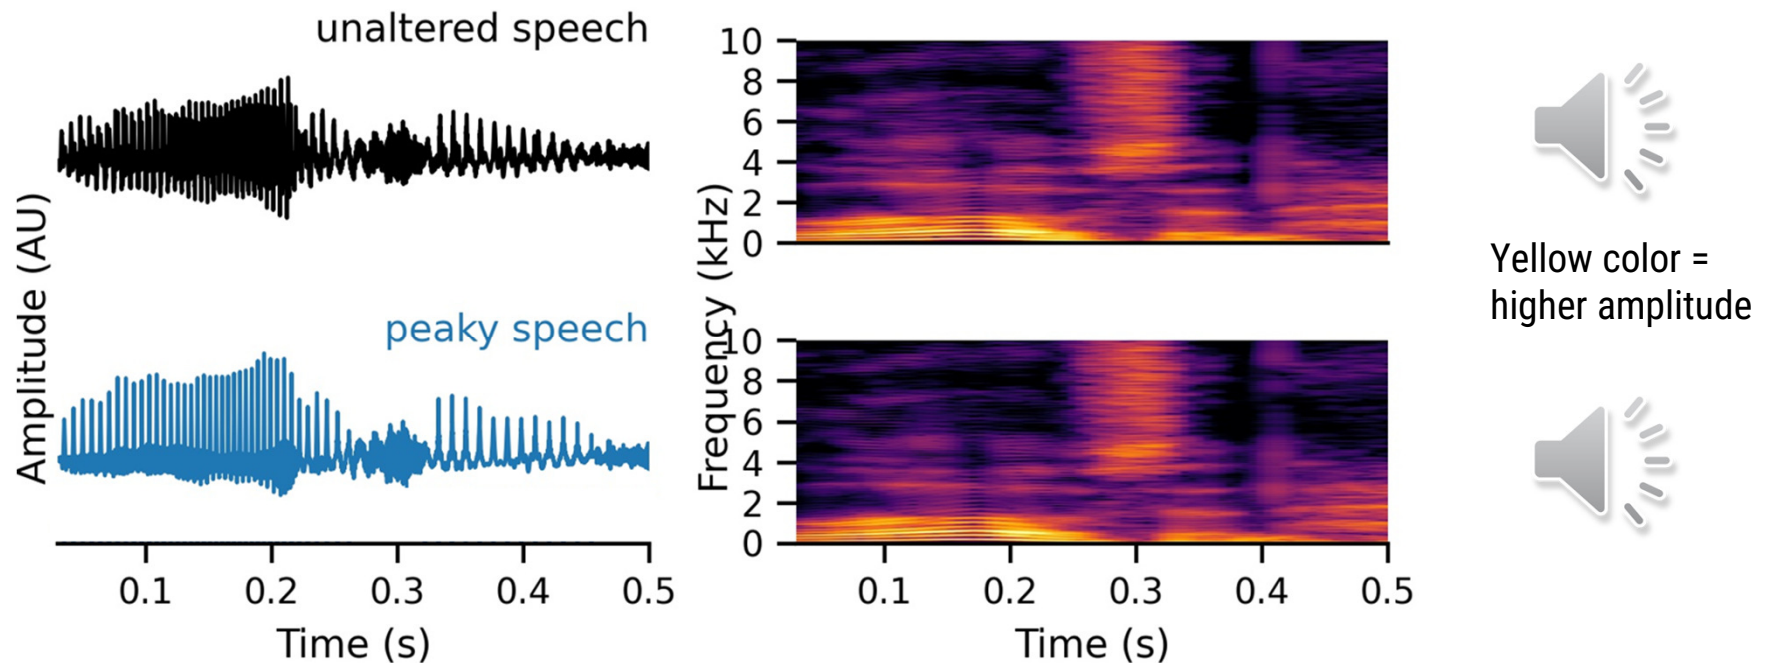 unaltered speech
peaky speech
Amplitude (AU)
0.1 0.2 0.3 0.4 0.5
Time (s)
10
8
6
4
2
0
Frequency (kHz)
10
8
6
4
2
0
0.1 0.2 0.3 0.4 0.5
Time (s)
Yellow color =
higher amplitude